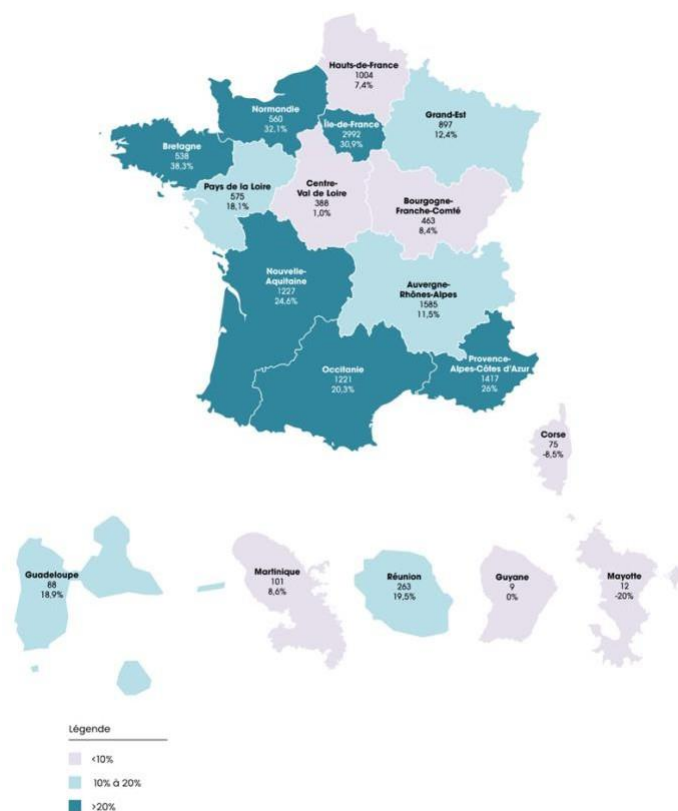 Hauts-de-France
1004
7,4%
Normandie
560
32,1%
Île-de-France
2992
30,9%
Grand-Est
897
12,4%
Bretagne
538
38,3%
Pays de la Loire
575
18,1%
Centre-
Val de Loire
388
1,0%
Bourgogne-
Franche-Comté
463
8,4%
Nouvelle-
Aquitaine
1227
24,6%
Auvergne-
Rhônes-Alpes
1585
11,5%
Occitanie
1221
20,3%
Provence-
Alpes-Côtes d'Azur
1417
26%
Corse
75
-8,5%
Guadeloupe
88
18,9%
Martinique
101
8,6%
Réunion
263
19,5%
Guyane
9
0%
Mayotte
12
-20%
Légende
<10%
10% à 20%
>20%